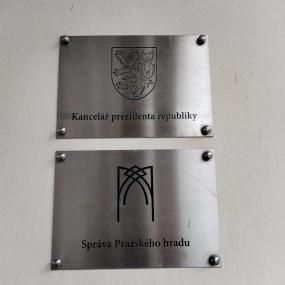 Kancelář prezidenta republiky
Správa Pražského hradu